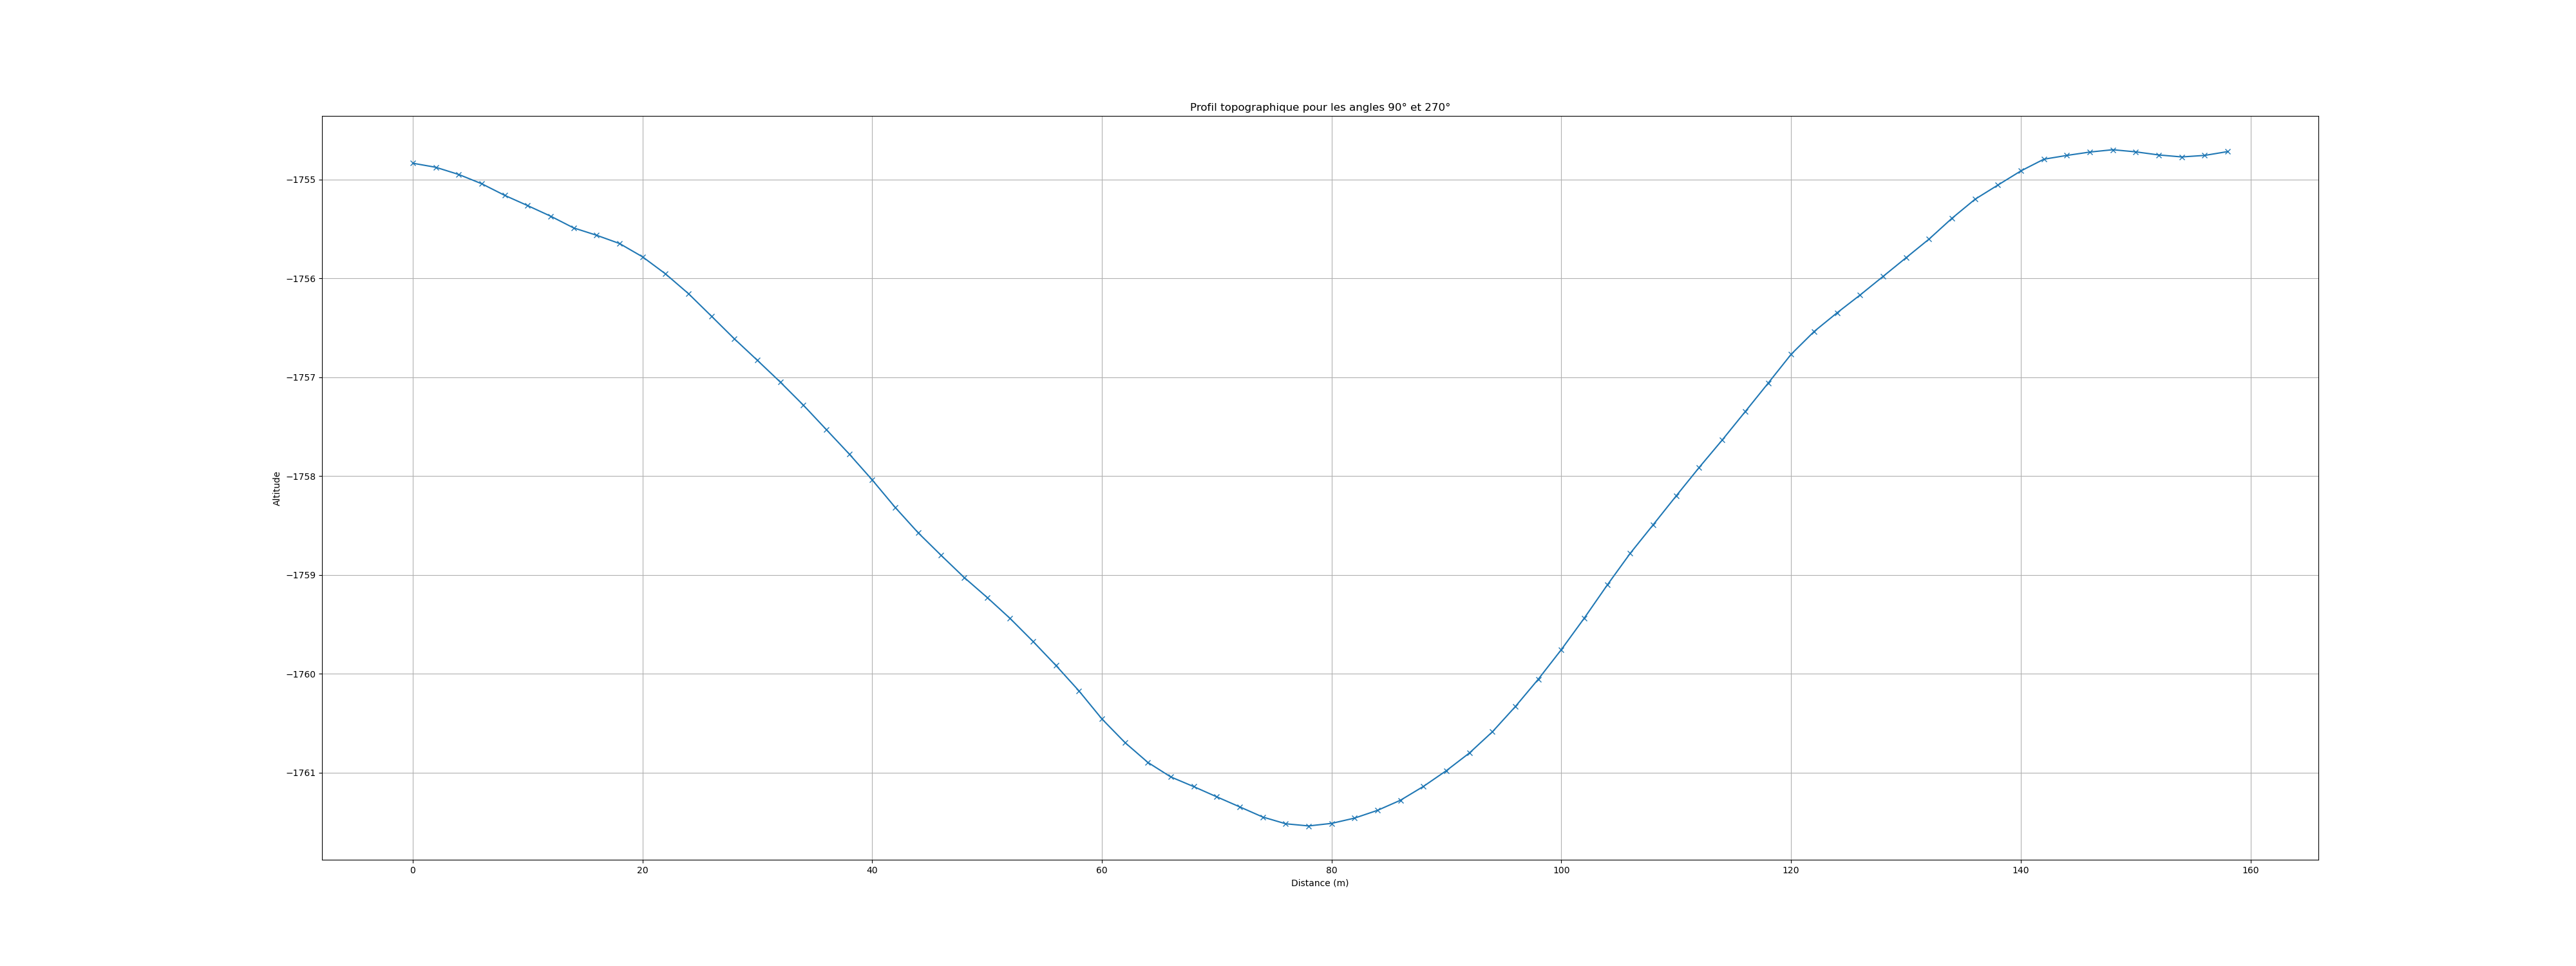 Profil topographique pour les angles 90° et 270°
Altitude
−1755
−1756
−1757
−1758
−1759
−1760
−1761
0 20 40 60 80 100 120 140 160
Distance (m)